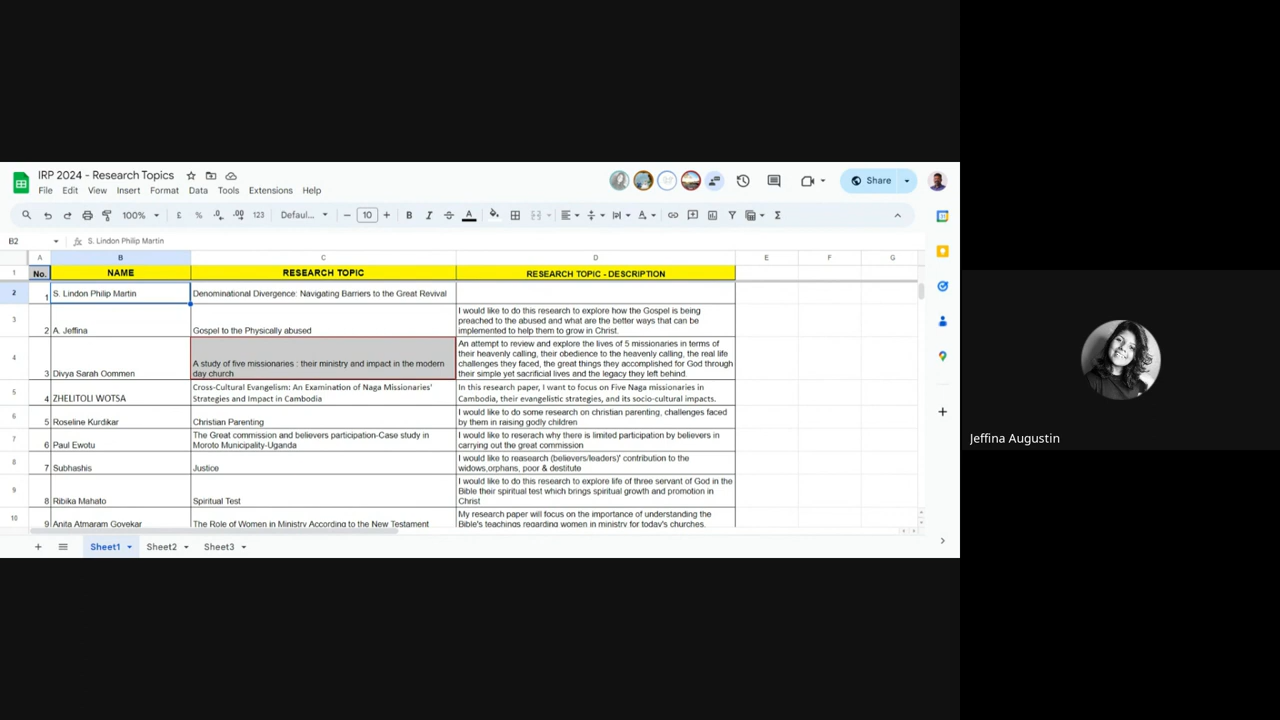 IRP 2024 - Research Topics
File Edit View Insert Format Data Tools Extensions Help
Share
100% £ % .0 .00 123 Defaul... 10 B I A
B2 S. Lindon Philip Martin
A B C D E F G
1 No. NAME RESEARCH TOPIC RESEARCH TOPIC - DESCRIPTION
2 1 S. Lindon Philip Martin Denominational Divergence: Navigating Barriers to the Great Revival
I would like to do this research to explore how the Gospel is being
3 preached to the abused and what are the better ways that can be
2 A. Jeffina Gospel to the Physically abused implemented to help them to grow in Christ.
An attempt to review and explore the lives of 5 missionaries in terms of
their heavenly calling, their obedience to the heavenly calling, the real life
4 A study of five missionaries : their ministry and impact in the modern challenges they faced, the great things they accomplished for God through
3 Divya Sarah Oommen day church their simple yet sacrificial lives and the legacy they left behind.
5 Cross-Cultural Evangelism: An Examination of Naga Missionaries' In this research paper, I want to focus on Five Naga missionaries in
4 ZHELITOLI WOTSA Strategies and Impact in Cambodia Cambodia, their evangelistic strategies, and its socio-cultural impacts.
6 I would like to do some research on christian parenting, challenges faced
5 Roseline Kurdikar Christian Parenting by them in raising godly children
7 The Great commission and believers participation-Case study in I would like to reserach why there is limited participation by believers in
6 Paul Ewotu Moroto Municipality-Uganda carrying out the great commission
8 I would like to reasearch (believers/leaders)' contribution to the
7 Subhashis Justice widows,orphans, poor & destitute
I would like to do this research to explore life of three servant of God in the
9 Bible their spiritual test which brings spiritual growth and promotion in
8 Ribika Mahato Spiritual Test Christ
10 My research paper will focus on the importance of understanding the
9 Anita Atmaram Govekar The Role of Women in Ministry According to the New Testament Bible's teachings regarding women in ministry for today's churches.
Sheet1 Sheet2 Sheet3
Jeffina Augustin